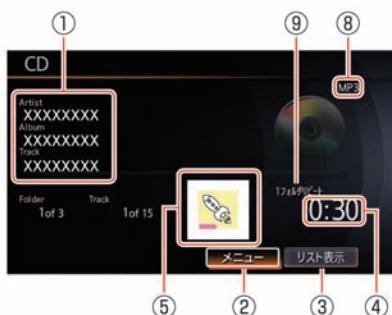 ① ⑨ ⑧
CD
MP3
Artist
XXXXXXXX
Album
XXXXXXXX
Track
XXXXXXXX
1フォルダリピート
Folder Track
1of 3 1of 15
0:30
メニュー リスト表示
⑤ ② ③ ④